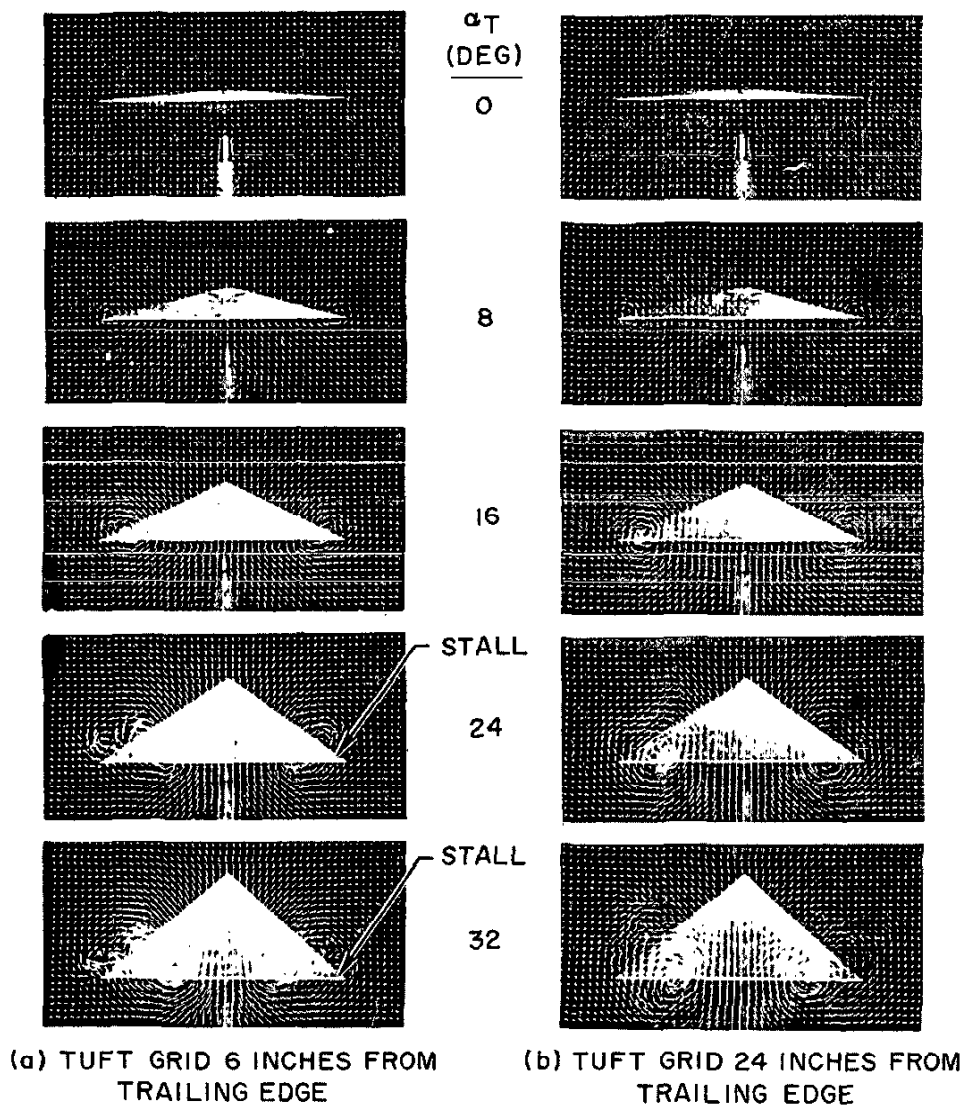 αT
(DEG)
0
8
16
STALL
24
STALL
32
(a) TUFT GRID 6 INCHES FROM
TRAILING EDGE
(b) TUFT GRID 24 INCHES FROM
TRAILING EDGE